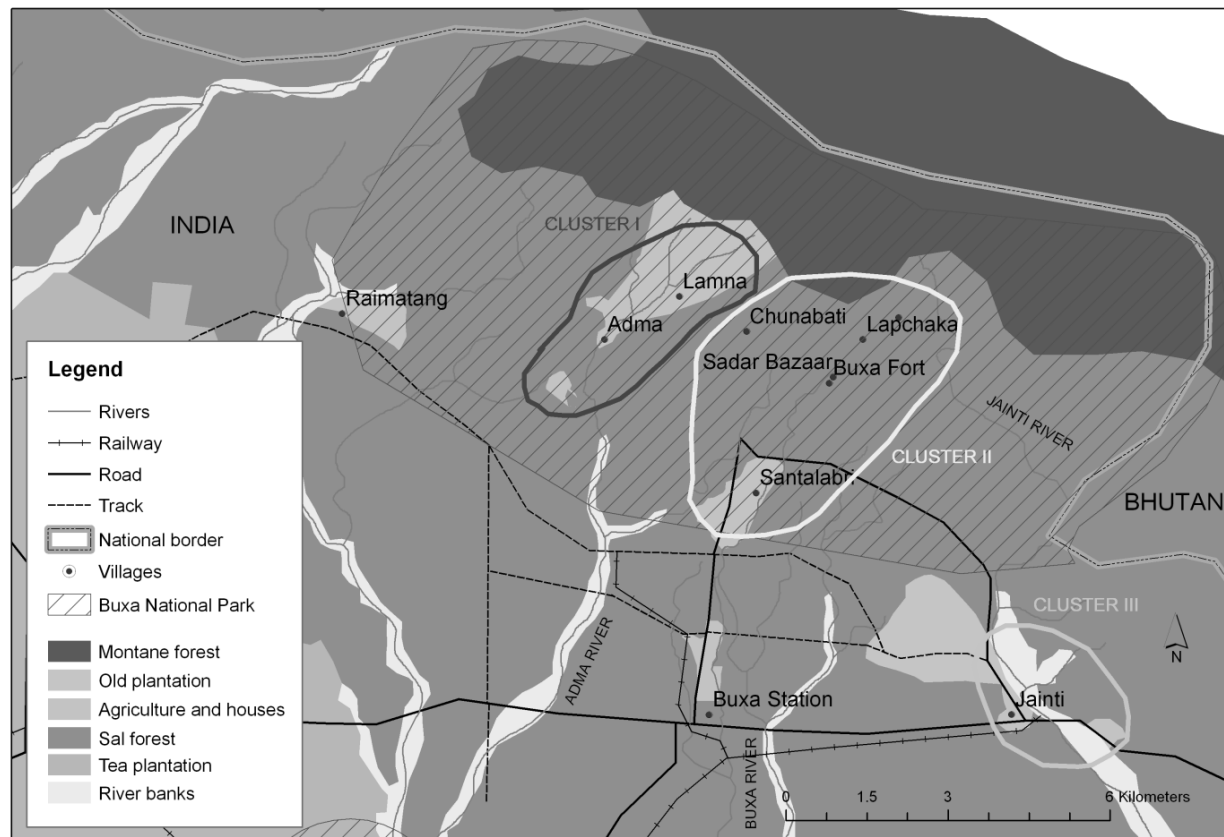 INDIA
CLUSTER I
Lamna
Raimatang
Adma
Chunabati
Lapchaka
Sadar Bazaar
Buxa Fort
JAINTI RIVER
CLUSTER II
Santalabri
BHUTAN
CLUSTER III
ADMA RIVER
N
Buxa Station
Jainti
BUXA RIVER
0 1.5 3 6 Kilometers
Legend
Rivers
Railway
Road
Track
National border
Villages
Buxa National Park
Montane forest
Old plantation
Agriculture and houses
Sal forest
Tea plantation
River banks